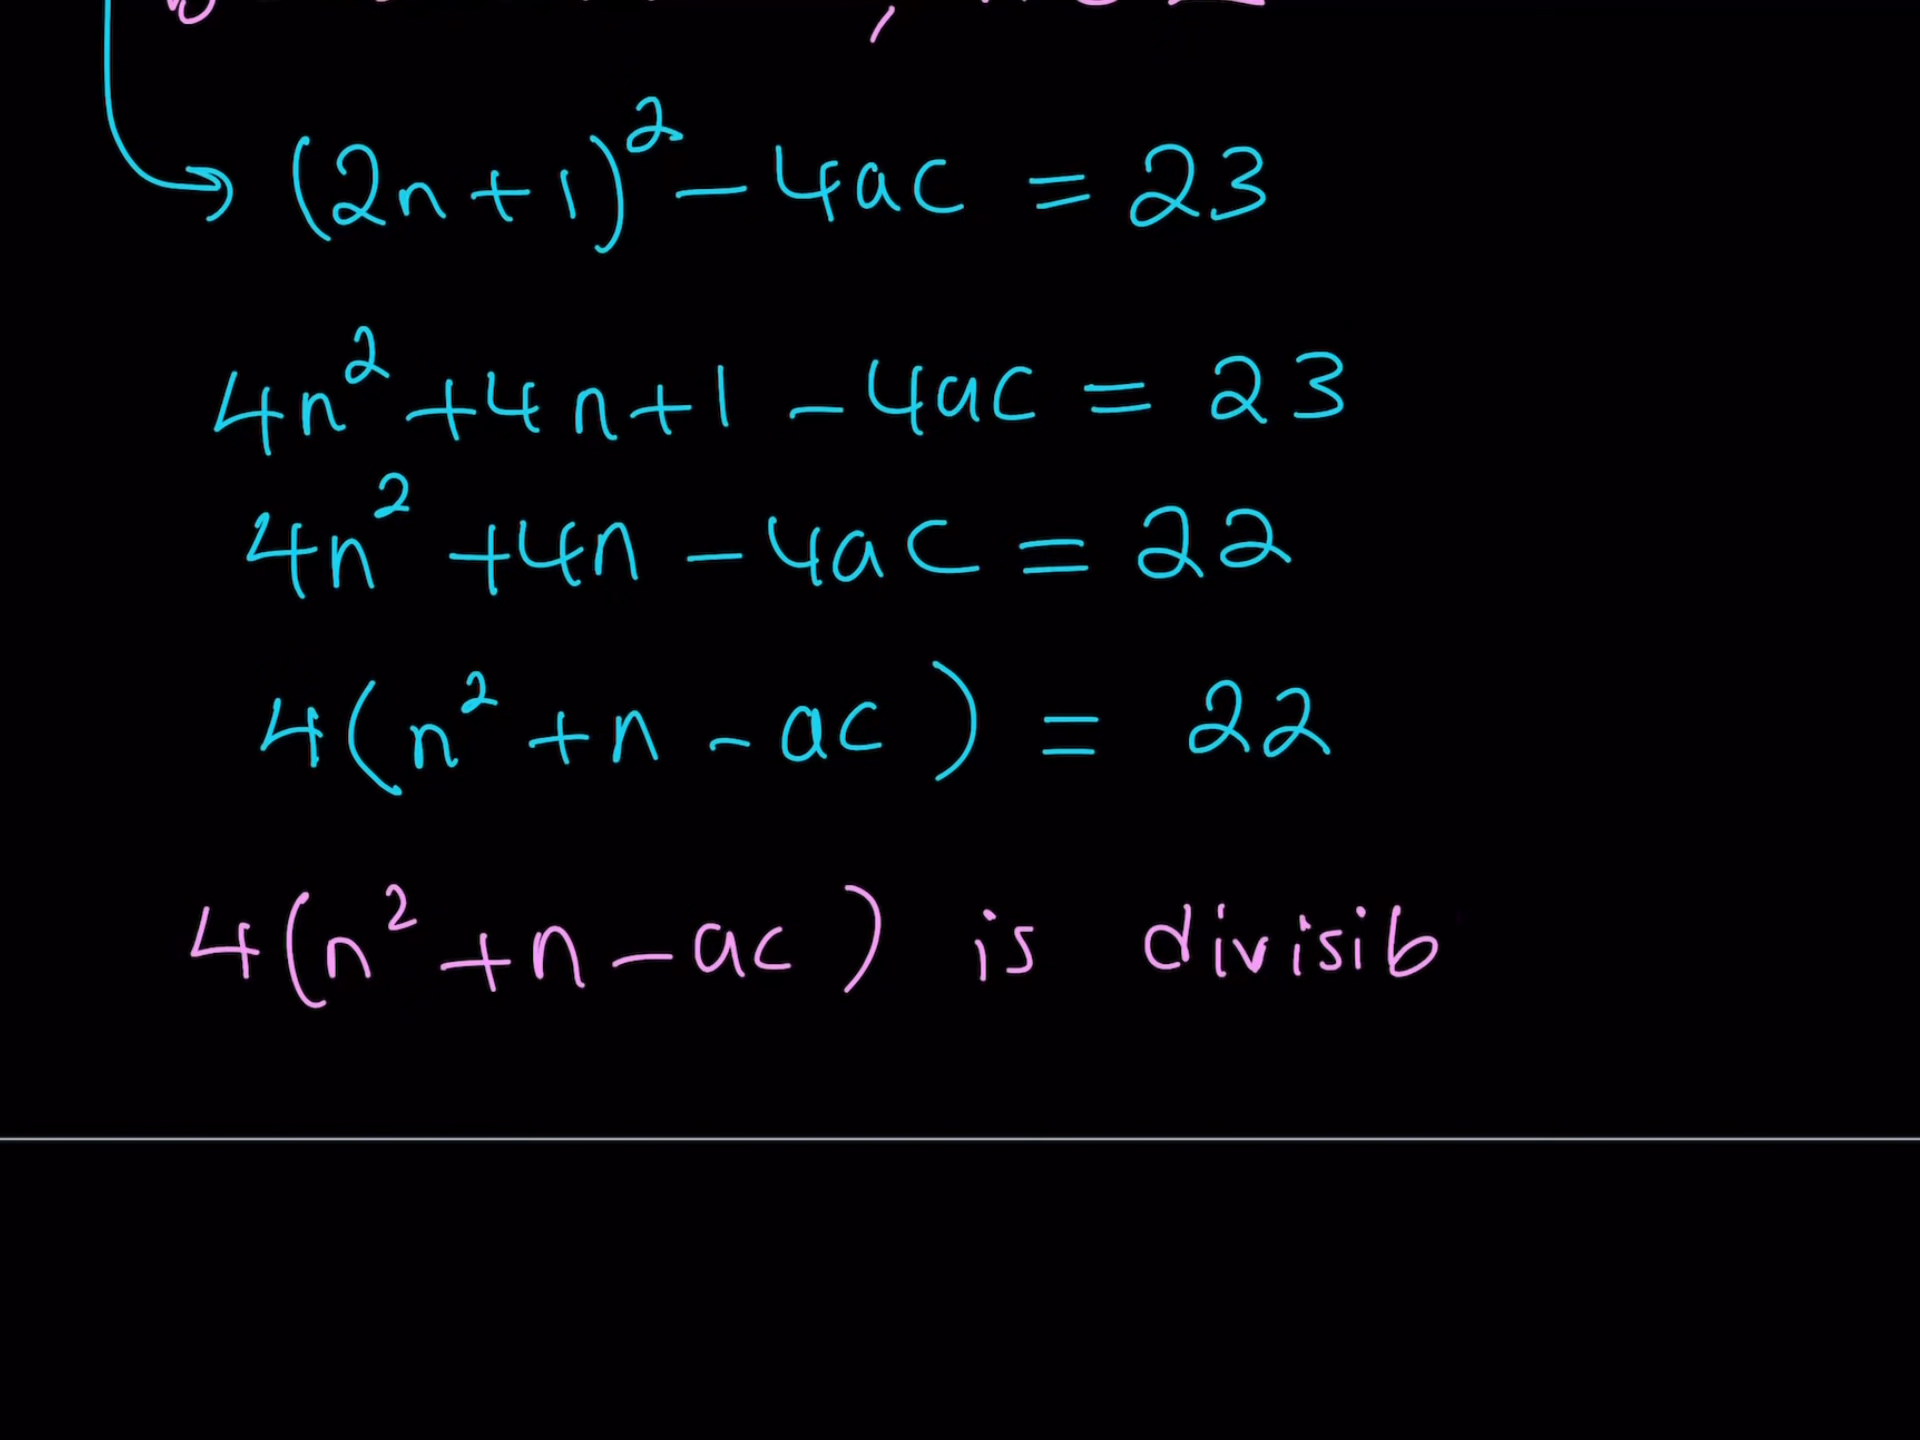 (2n+1)² - 4ac = 23
4n² + 4n + 1 - 4ac = 23
4n² + 4n - 4ac = 22
4(n² + n - ac) = 22
4(n² + n - ac) is divisib